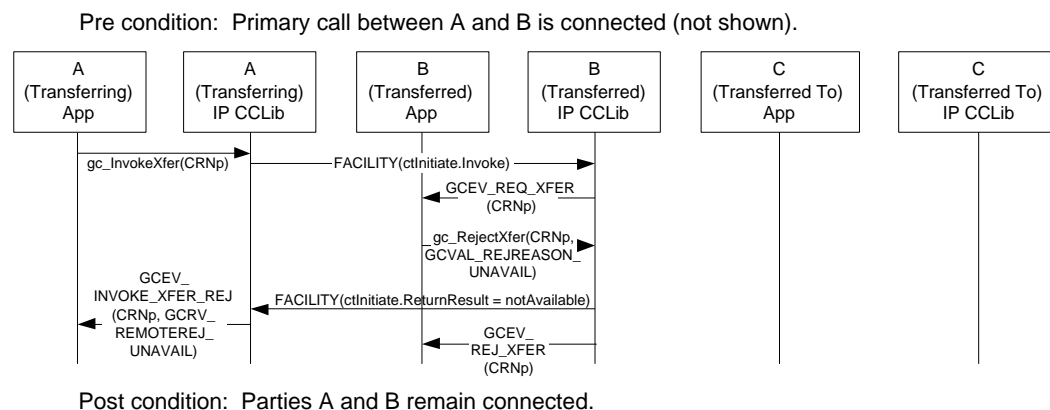 Pre condition: Primary call between A and B is connected (not shown).
A
(Transferring)
App
A
(Transferring)
IP CCLib
B
(Transferred)
App
B
(Transferred)
IP CCLib
C
(Transferred To)
App
C
(Transferred To)
IP CCLib
gc_InvokeXfer(CRNp)
FACILITY(ctInitiate.Invoke)
GCEV_REQ_XFER
(CRNp)
gc_RejectXfer(CRNp,
GCVAL_REJREASON_
UNAVAIL)
FACILITY(ctInitiate.ReturnResult = notAvailable)
GCEV_
INVOKE_XFER_REJ
(CRNp, GCRV_
REMOTEREJ_
UNAVAIL)
GCEV_
REJ_XFER
(CRNp)
Post condition: Parties A and B remain connected.